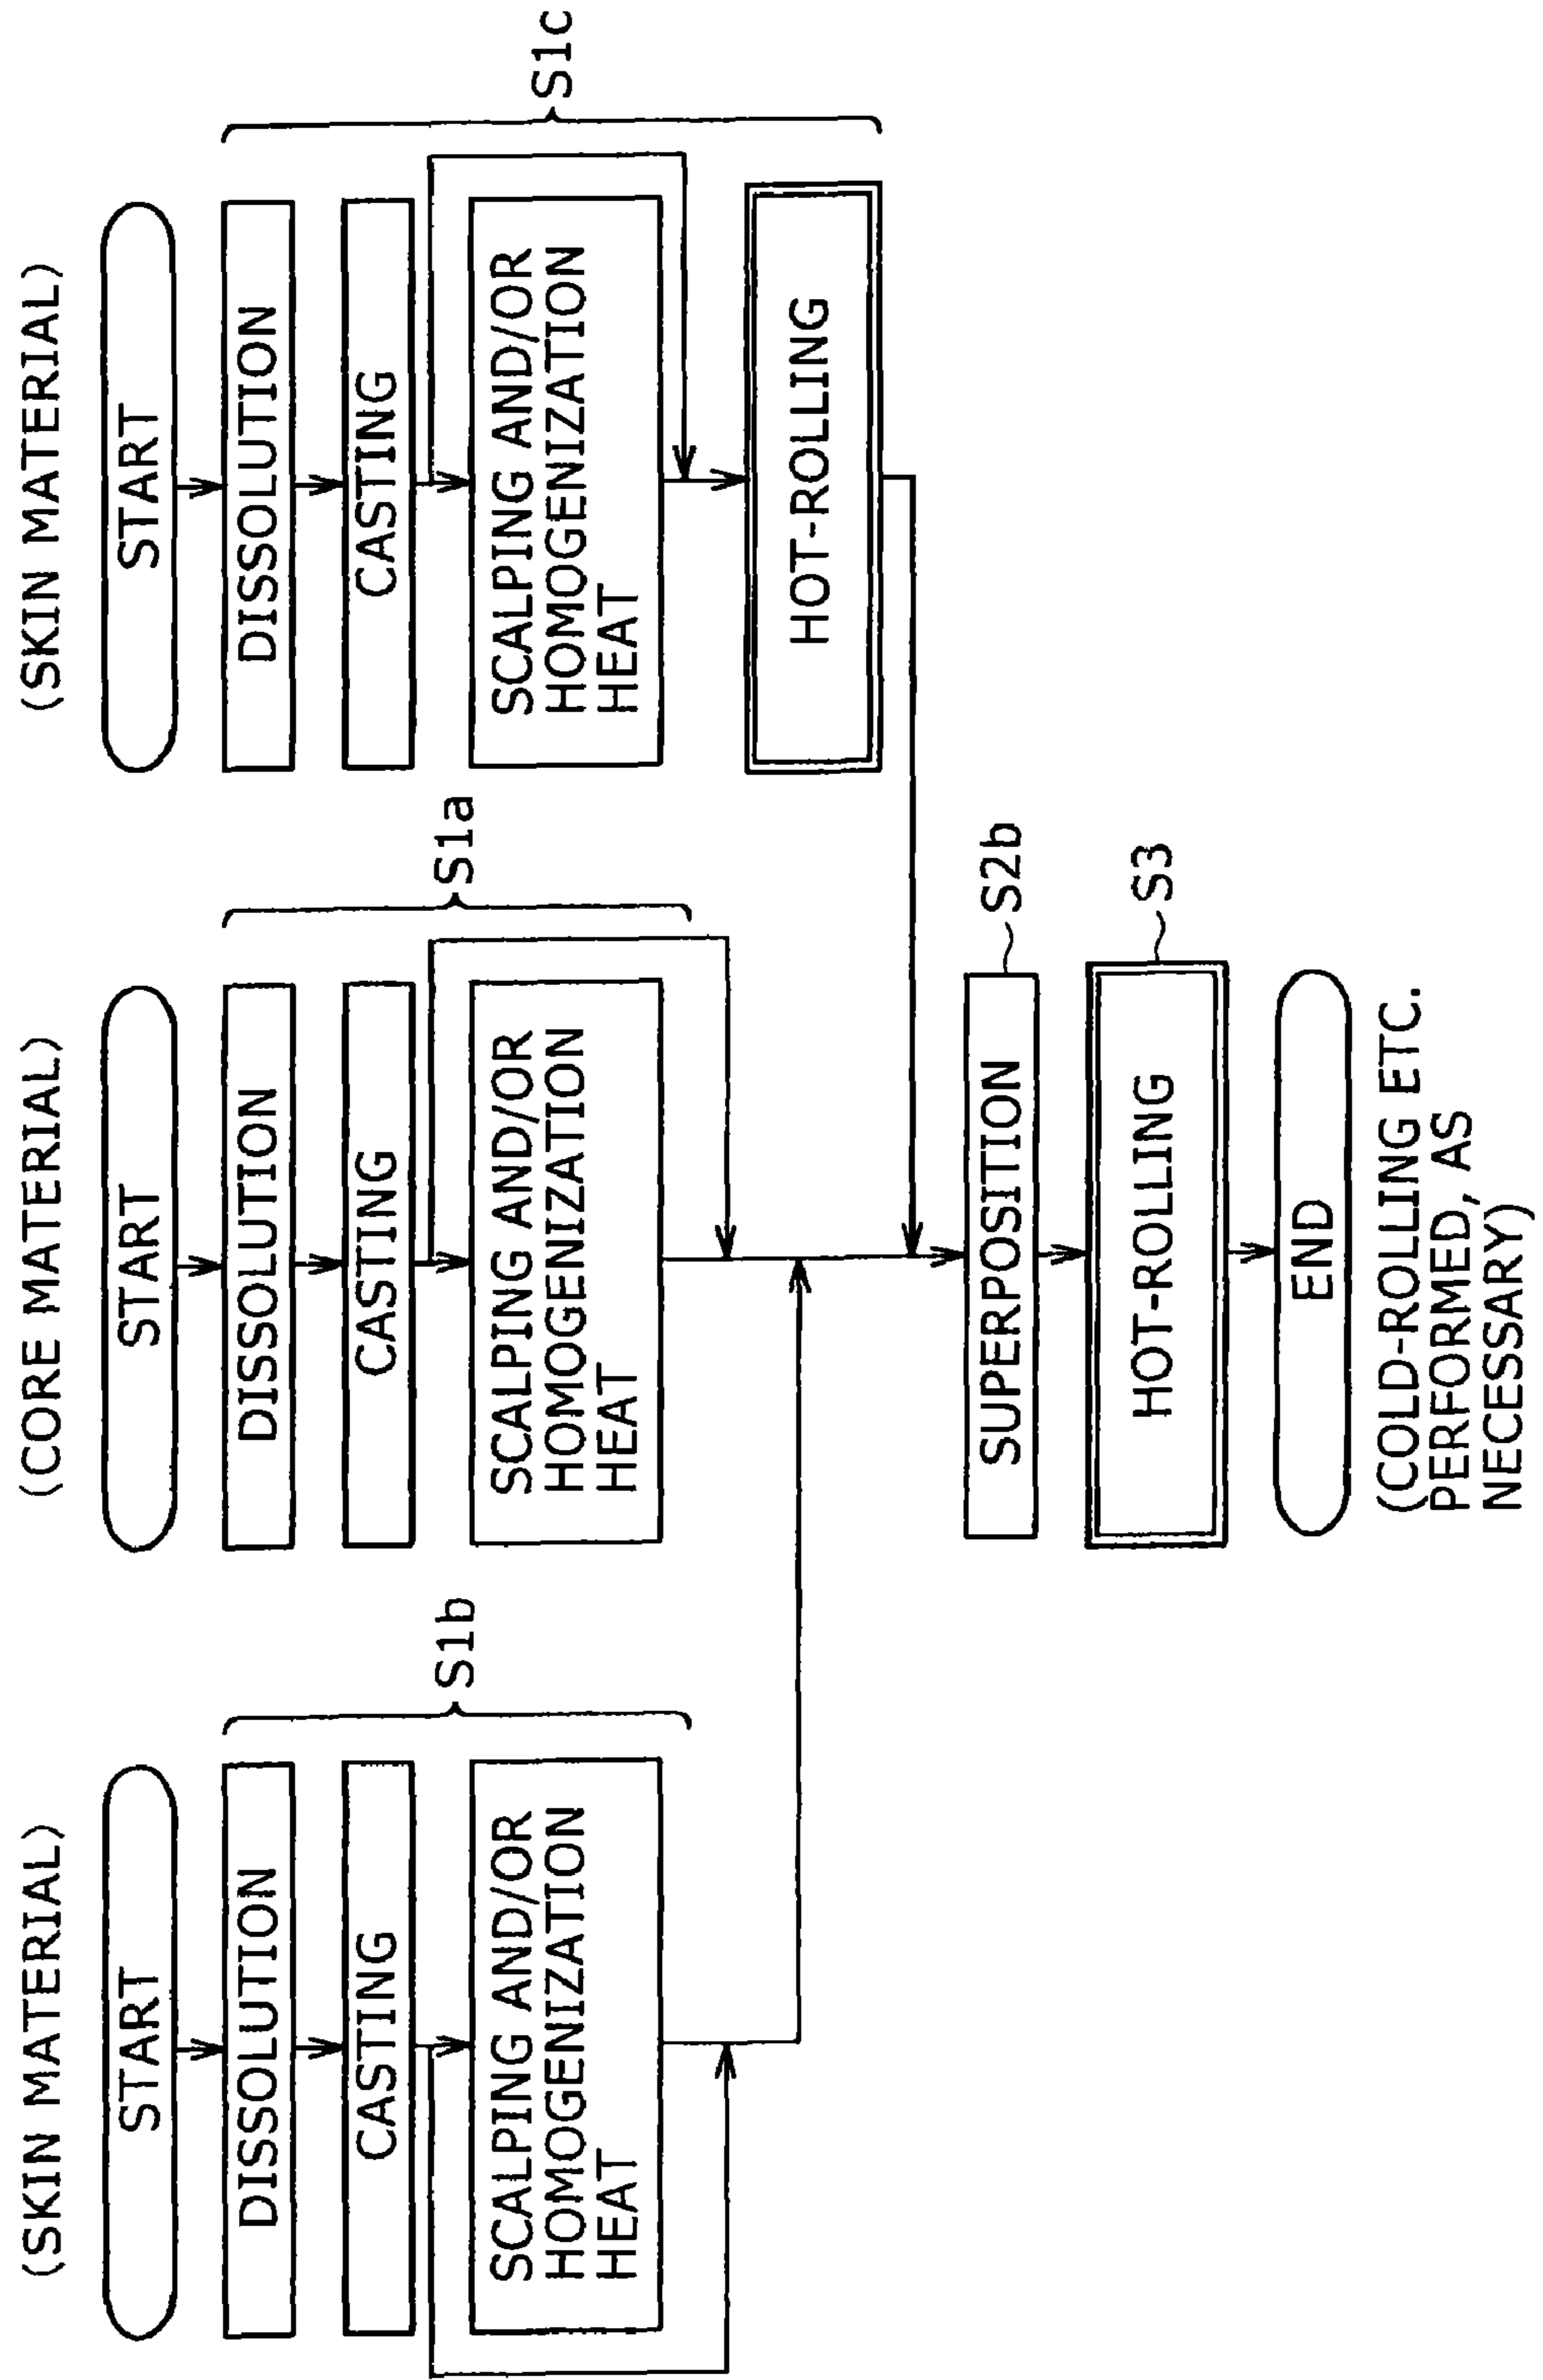 (SKIN MATERIAL)
START
DISSOLUTION
CASTING
SCALPING AND/OR
HOMOGENIZATION
HEAT
S1b
(CORE MATERIAL)
START
DISSOLUTION
CASTING
SCALPING AND/OR
HOMOGENIZATION
HEAT
S1a
(SKIN MATERIAL)
START
DISSOLUTION
CASTING
SCALPING AND/OR
HOMOGENIZATION
HEAT
HOT-ROLLING
S1c
SUPERPOSITION
S2b
HOT-ROLLING
S3
END
(COLD-ROLLING ETC.
PERFORMED, AS
NECESSARY)